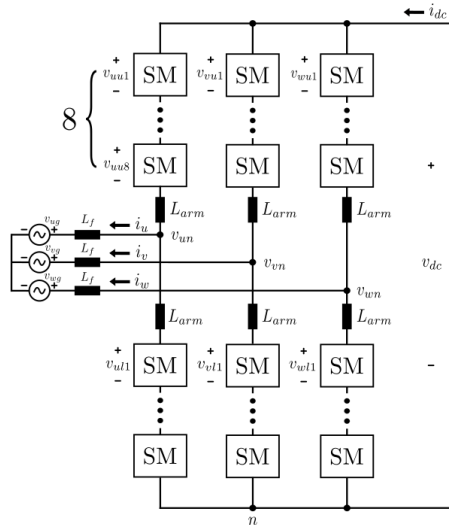 i_dc
+ + +
v_uu1 SM v_vu1 SM v_wu1 SM
− − −
8
+
v_uu8 SM SM SM +
−
L_arm L_arm L_arm
v_ug L_f i_u
− + v_un
v_vg L_f i_v
− + v_vn v_dc
v_wg L_f i_w
− + v_wn
L_arm L_arm L_arm
+ + +
v_ul1 SM v_vl1 SM v_wl1 SM −
− − −
SM SM SM
n